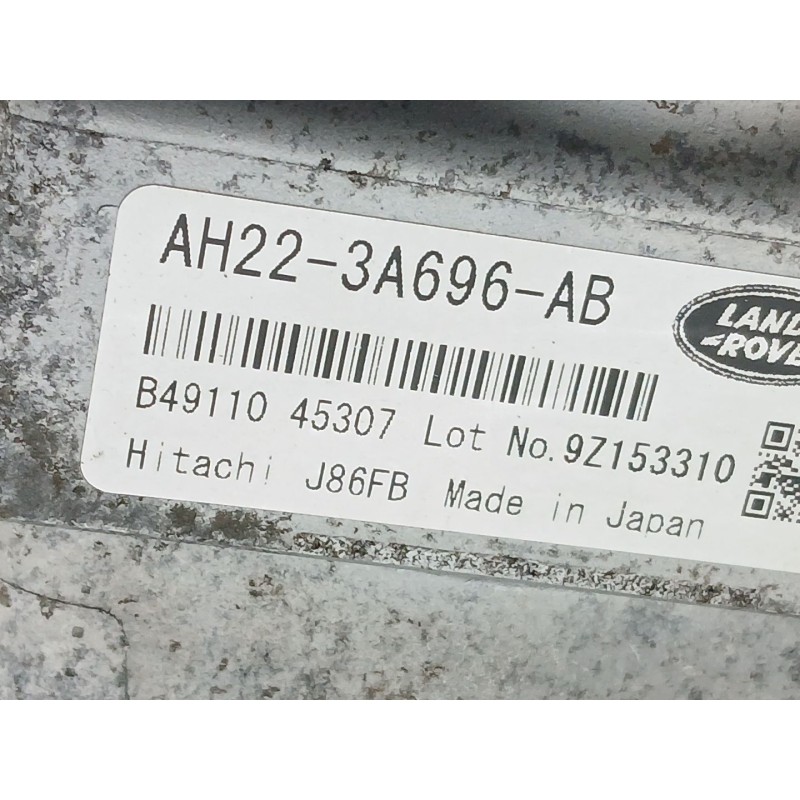 AH22-3A696-AB
LAND
ROVER
B49110 45307 Lot No.9Z153310
Hitachi J86FB Made in Japan